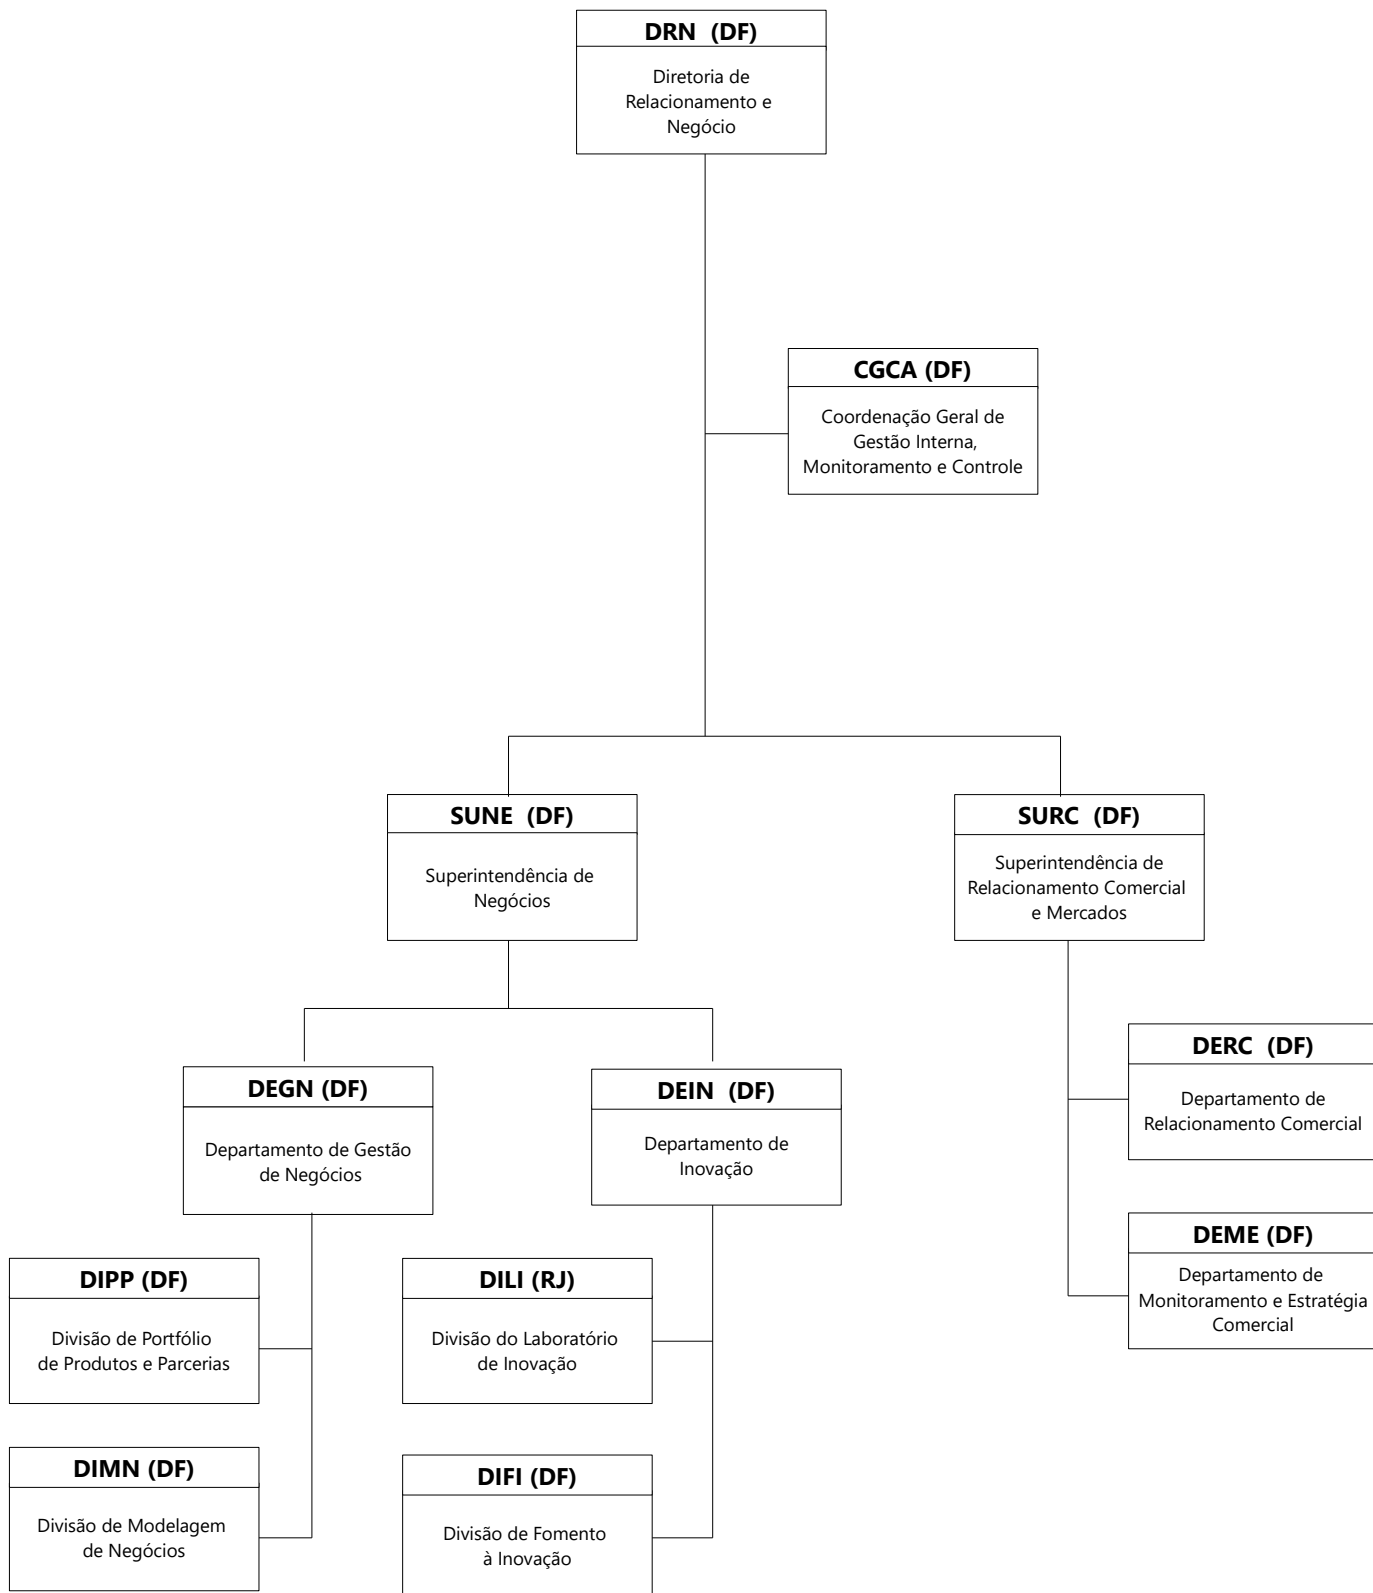 DRN (DF)
Diretoria de
Relacionamento e
Negócio
CGCA (DF)
Coordenação Geral de
Gestão Interna,
Monitoramento e Controle
SUNE (DF)
Superintendência de
Negócios
SURC (DF)
Superintendência de
Relacionamento Comercial
e Mercados
DEGN (DF)
Departamento de Gestão
de Negócios
DEIN (DF)
Departamento de
Inovação
DERC (DF)
Departamento de
Relacionamento Comercial
DEME (DF)
Departamento de
Monitoramento e Estratégia
Comercial
DIPP (DF)
Divisão de Portfólio
de Produtos e Parcerias
DILI (RJ)
Divisão do Laboratório
de Inovação
DIMN (DF)
Divisão de Modelagem
de Negócios
DIFI (DF)
Divisão de Fomento
à Inovação